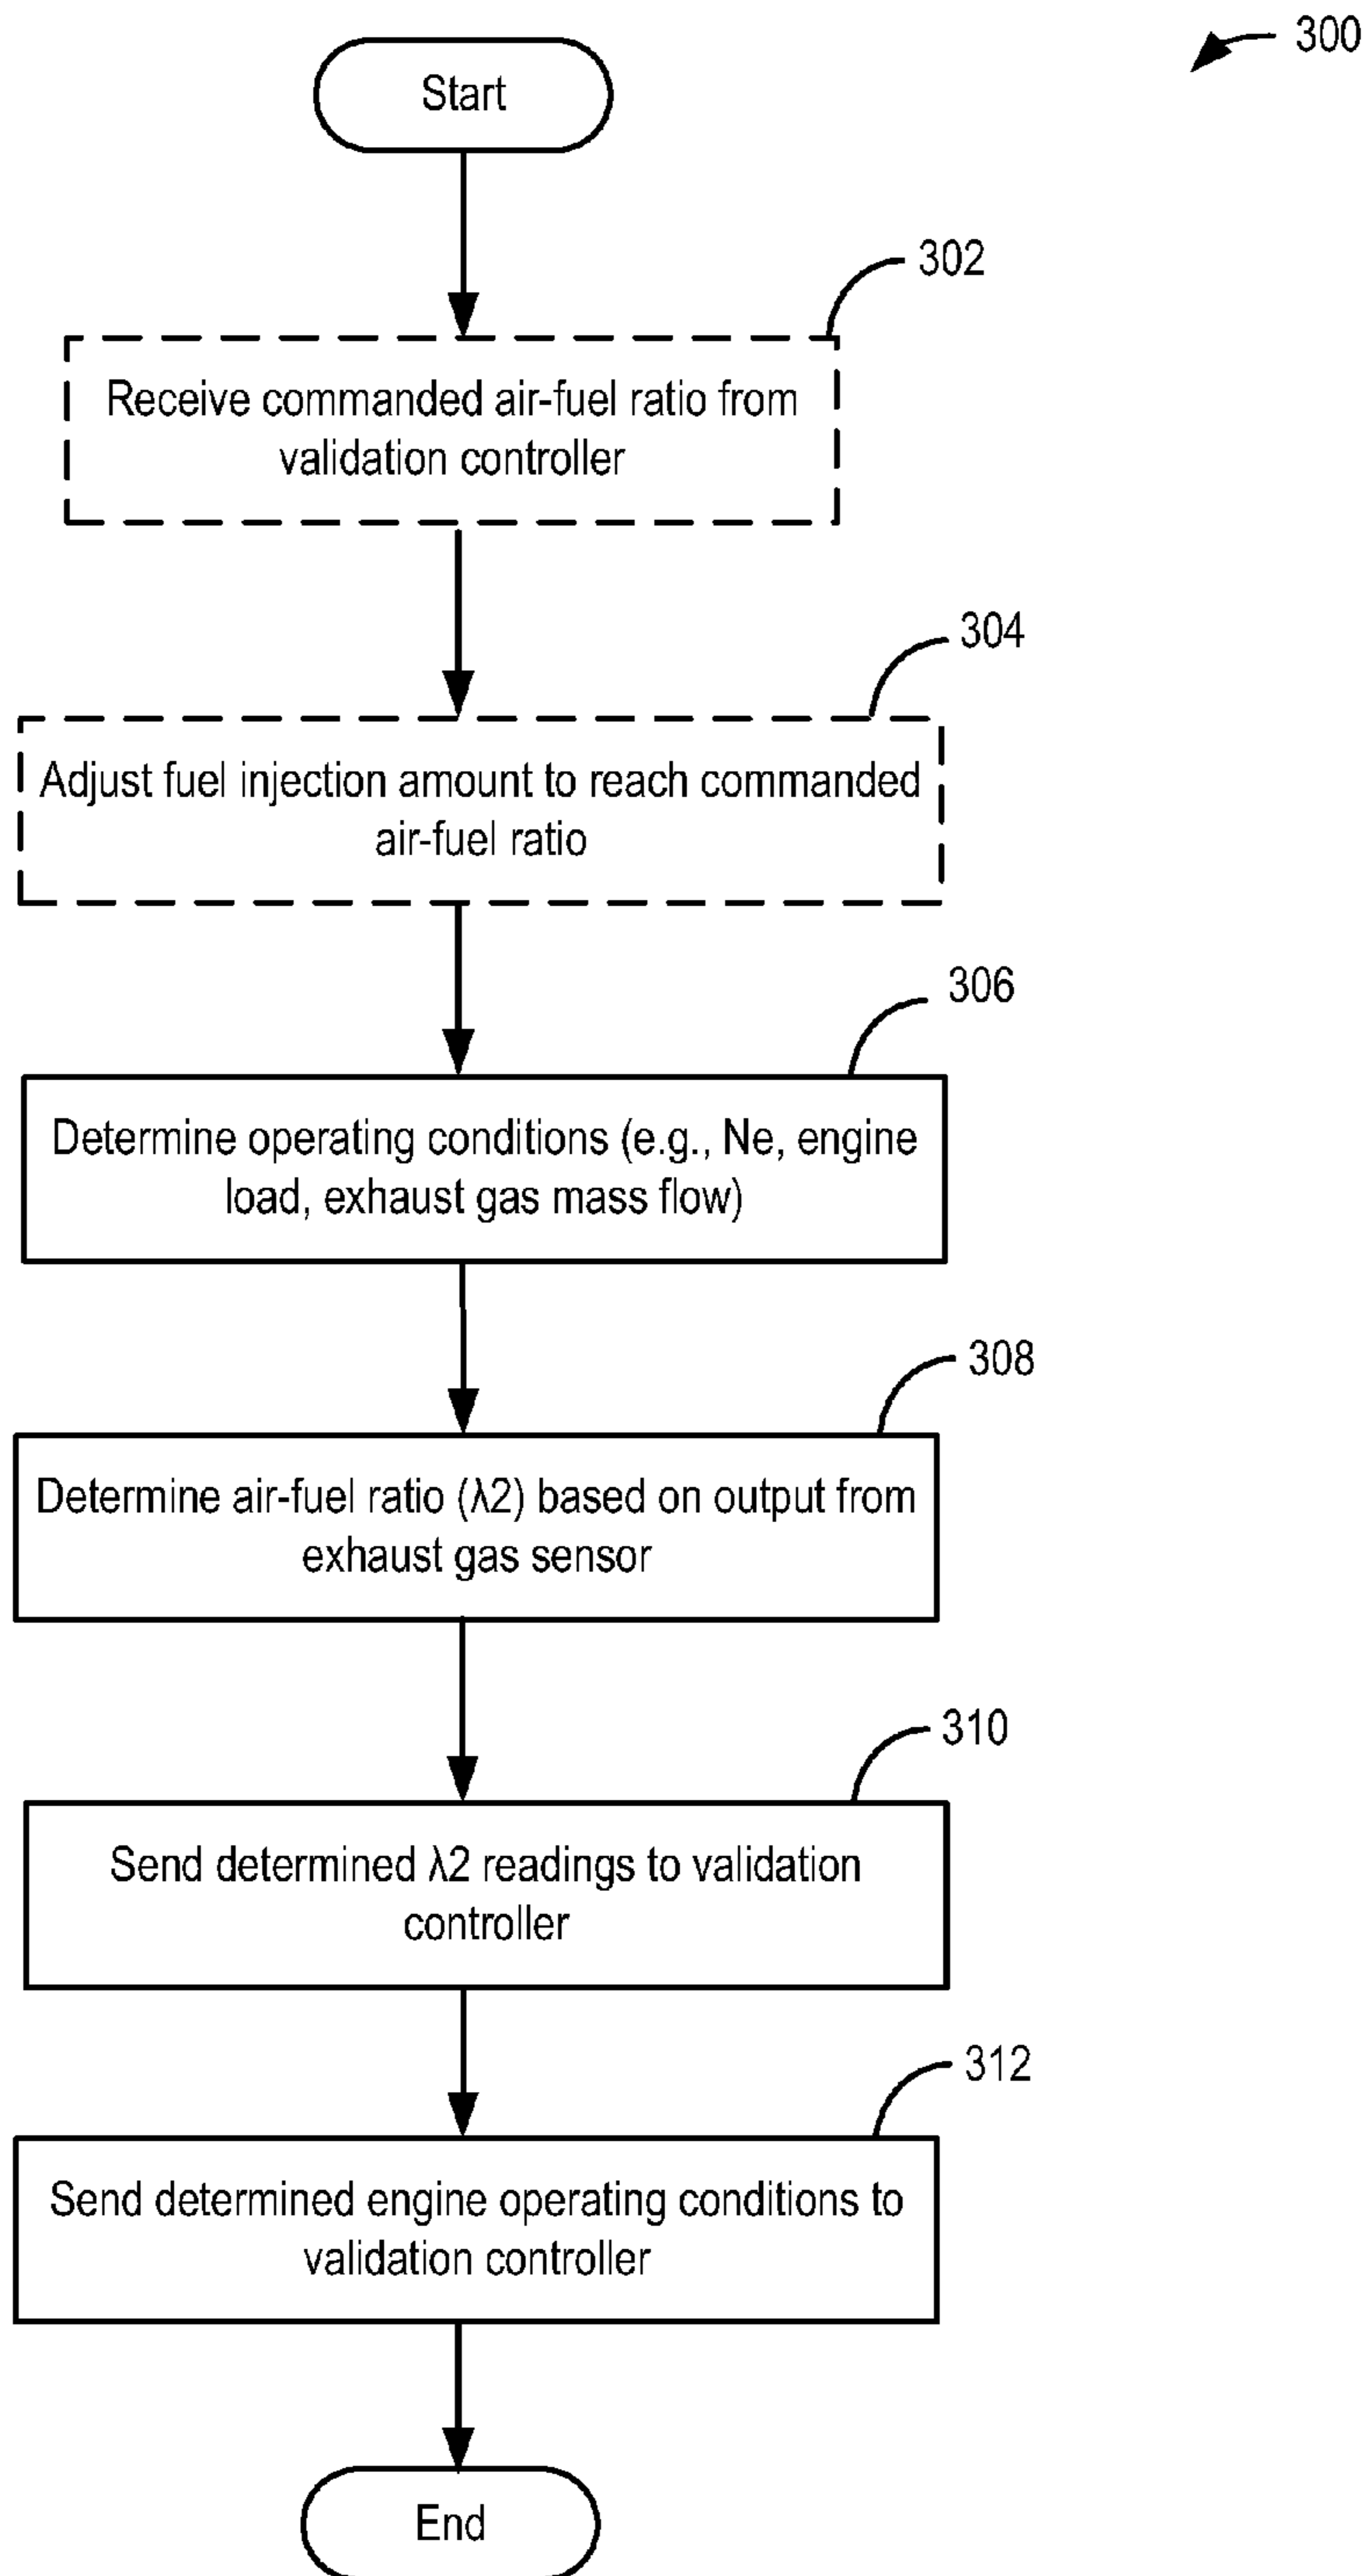 300
Start
302
Receive commanded air-fuel ratio from
validation controller
304
Adjust fuel injection amount to reach commanded
air-fuel ratio
306
Determine operating conditions (e.g., Ne, engine
load, exhaust gas mass flow)
308
Determine air-fuel ratio (λ2) based on output from
exhaust gas sensor
310
Send determined λ2 readings to validation
controller
312
Send determined engine operating conditions to
validation controller
End